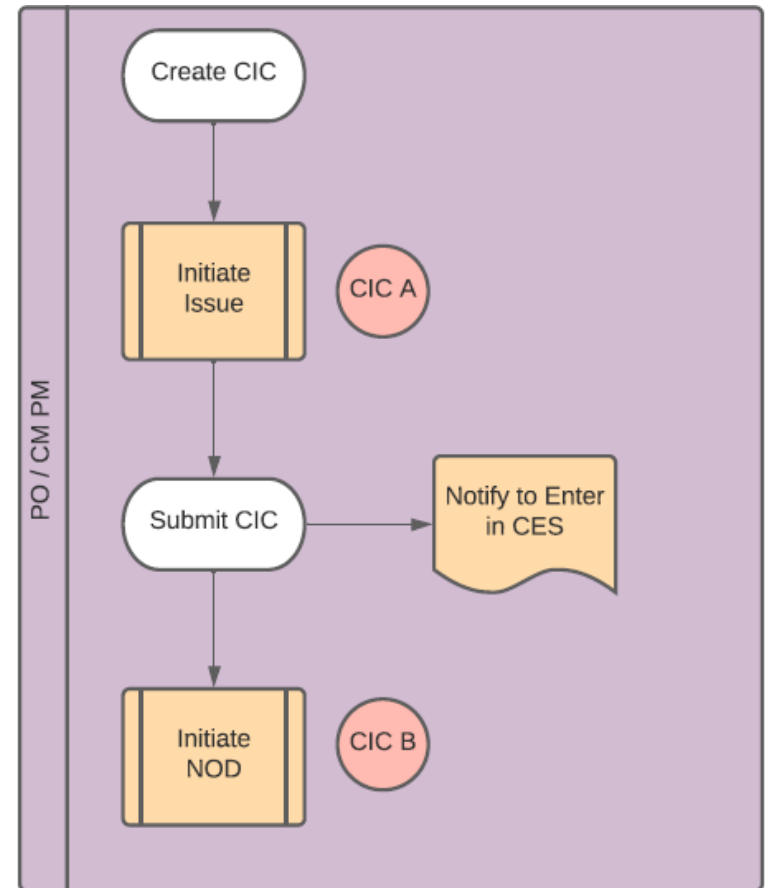 Create CIC
Initiate
Issue
CIC A
PO / CM PM
Submit CIC
Notify to Enter
in CES
Initiate
NOD
CIC B